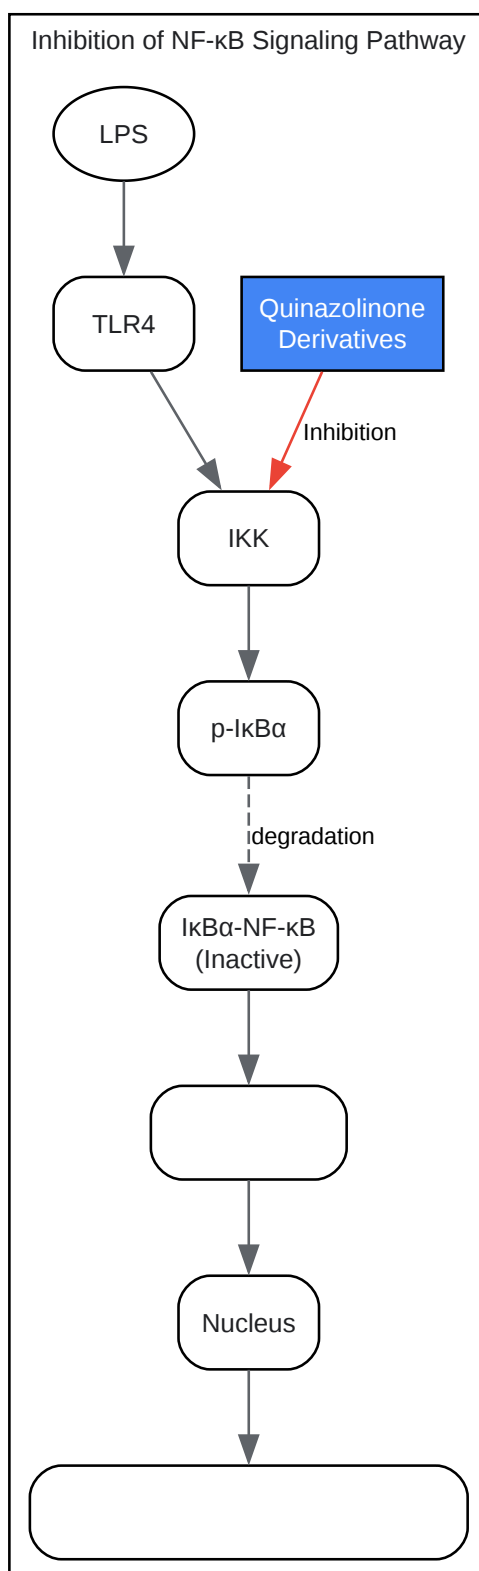 Inhibition of NF-κB Signaling Pathway
LPS
TLR4
Quinazolinone
Derivatives
Inhibition
IKK
p-IκBα
degradation
IκBα-NF-κB
(Inactive)
Nucleus